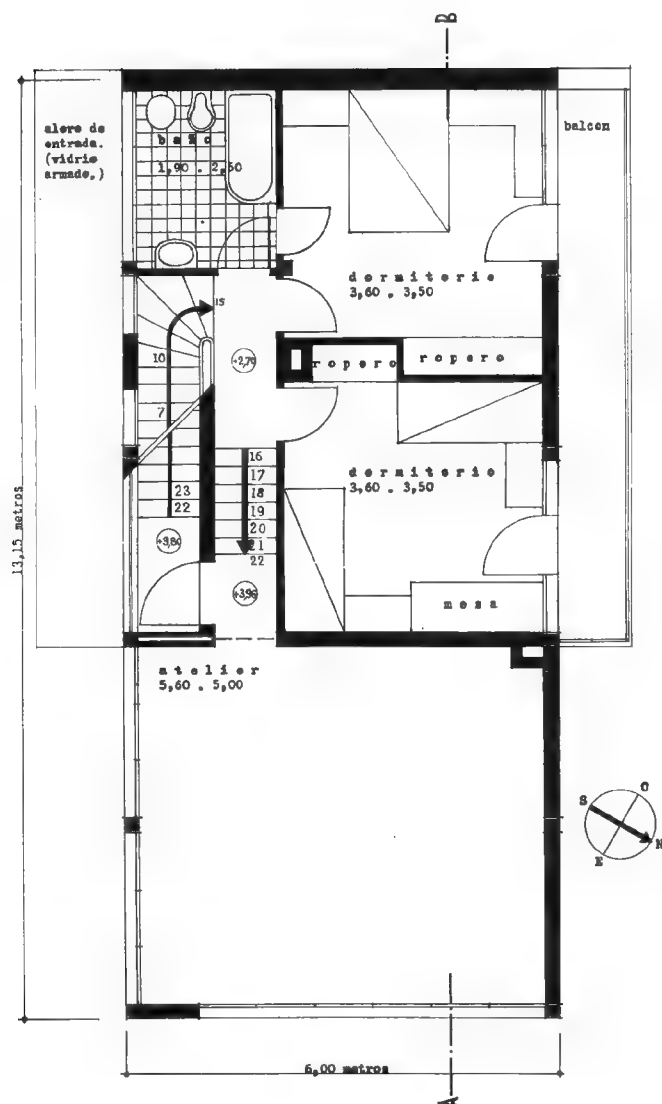 B
alero de
entrada.
(vidrio
armado.)
baño
1,90 . 2,50
balcon
dormitorio
3,60 . 3,50
15
10
+2,70
ropero
ropero
7
16
17
18
19
20
21
22
23
22
+3,80
+3,96
dormitorio
3,60 . 3,50
mesa
13,15 metros
atelier
5,60 . 5,00
S
O
N
E
6,00 metros
A